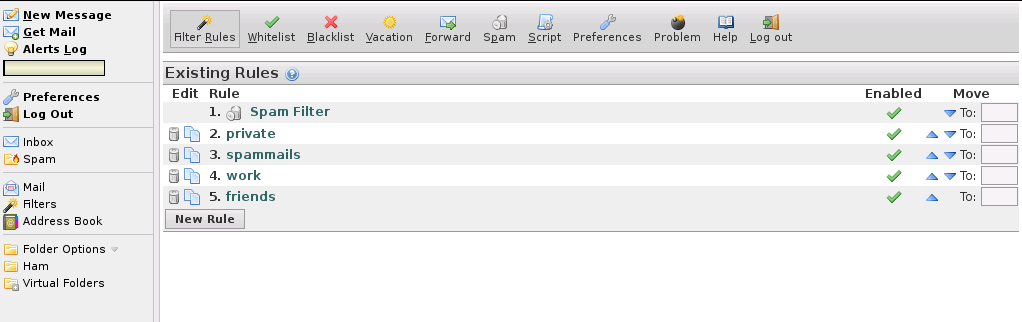 New Message
Get Mail
Alerts Log
Preferences
Log Out
Inbox
Spam
Mail
Filters
Address Book
Folder Options
Ham
Virtual Folders
Filter Rules Whitelist Blacklist Vacation Forward Spam Script Preferences Problem Help Log out
Existing Rules ?
Edit Rule Enabled Move
1. Spam Filter To:
2. private To:
3. spammails To:
4. work To:
5. friends To:
New Rule